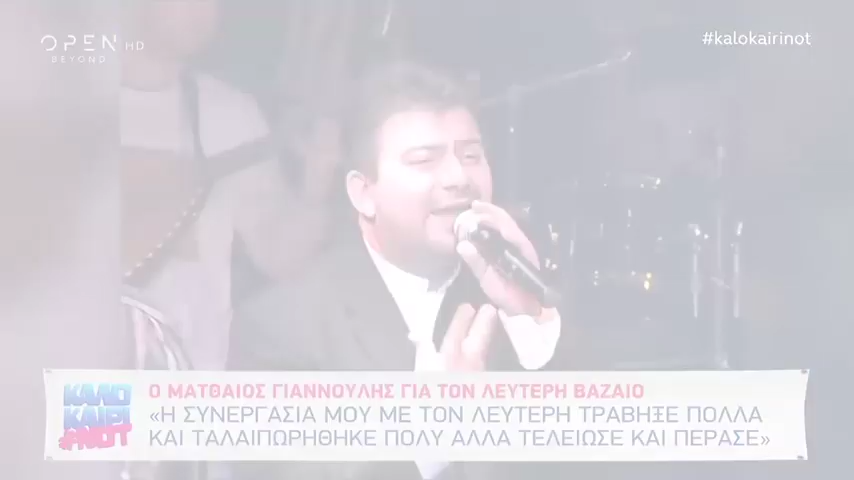 OPEN HD
BEYOND
#kalokairinot
ΚΑΛΟ
ΚΑΙΡΙ
#NOT
Ο ΜΑΤΘΑΙΟΣ ΓΙΑΝΝΟΥΛΗΣ ΓΙΑ ΤΟΝ ΛΕΥΤΕΡΗ ΒΑΖΑΙΟ
«Η ΣΥΝΕΡΓΑΣΙΑ ΜΟΥ ΜΕ ΤΟΝ ΛΕΥΤΕΡΗ ΤΡΑΒΗΞΕ ΠΟΛΛΑ
ΚΑΙ ΤΑΛΑΙΠΩΡΗΘΗΚΕ ΠΟΛΥ ΑΛΛΑ ΤΕΛΕΙΩΣΕ ΚΑΙ ΠΕΡΑΣΕ»